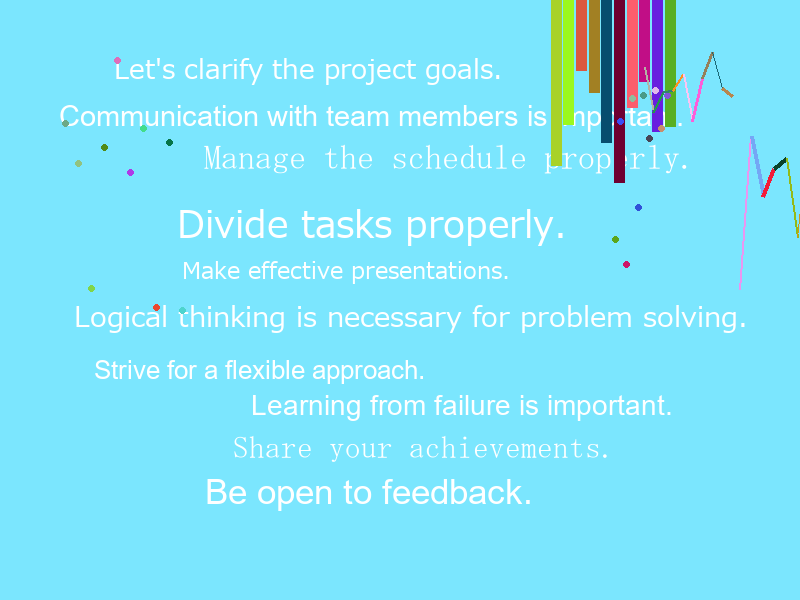 Let's clarify the project goals.
Communication with team members is important.
Manage the schedule properly.
Divide tasks properly.
Make effective presentations.
Logical thinking is necessary for problem solving.
Strive for a flexible approach.
Learning from failure is important.
Share your achievements.
Be open to feedback.